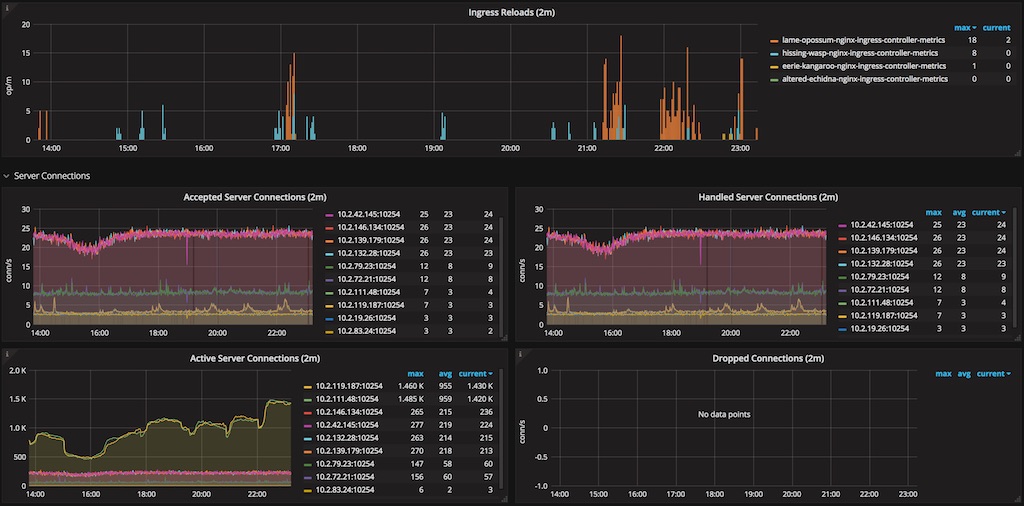 Ingress Reloads (2m)
max current
20
15
10
5
0
op/m
14:00 15:00 16:00 17:00 18:00 19:00 20:00 21:00 22:00 23:00
lame-opossum-nginx-ingress-controller-metrics 18 2
hissing-wasp-nginx-ingress-controller-metrics 8 0
eerie-kangaroo-nginx-ingress-controller-metrics 1 0
altered-echidna-nginx-ingress-controller-metrics 0 0
Server Connections
Accepted Server Connections (2m)
30
25
20
15
10
5
0
conn/s
14:00 16:00 18:00 20:00 22:00
10.2.42.145:10254 25 23 24
10.2.146.134:10254 26 23 24
10.2.139.179:10254 26 23 24
10.2.132.28:10254 26 23 23
10.2.79.23:10254 12 8 9
10.2.72.21:10254 12 8 8
10.2.111.48:10254 7 3 4
10.2.119.187:10254 7 3 3
10.2.19.26:10254 3 3 3
10.2.83.24:10254 3 3 2
Handled Server Connections (2m)
30
25
20
15
10
5
0
conn/s
14:00 16:00 18:00 20:00 22:00
max avg current
10.2.42.145:10254 25 23 24
10.2.146.134:10254 26 23 24
10.2.139.179:10254 26 23 24
10.2.132.28:10254 26 23 23
10.2.79.23:10254 12 8 9
10.2.72.21:10254 12 8 8
10.2.111.48:10254 7 3 4
10.2.119.187:10254 7 3 3
10.2.19.26:10254 3 3 3
Active Server Connections (2m)
2.0 K
1.5 K
1.0 K
500
0
14:00 16:00 18:00 20:00 22:00
max avg current
10.2.119.187:10254 1.460 K 955 1.430 K
10.2.111.48:10254 1.485 K 959 1.420 K
10.2.146.134:10254 265 215 236
10.2.42.145:10254 277 219 224
10.2.132.28:10254 263 214 215
10.2.139.179:10254 270 218 213
10.2.79.23:10254 147 58 60
10.2.72.21:10254 156 60 57
10.2.83.24:10254 6 2 3
Dropped Connections (2m)
1.0
0.5
0
-0.5
-1.0
conn/s
No data points
14:00 15:00 16:00 17:00 18:00 19:00 20:00 21:00 22:00 23:00
max avg current